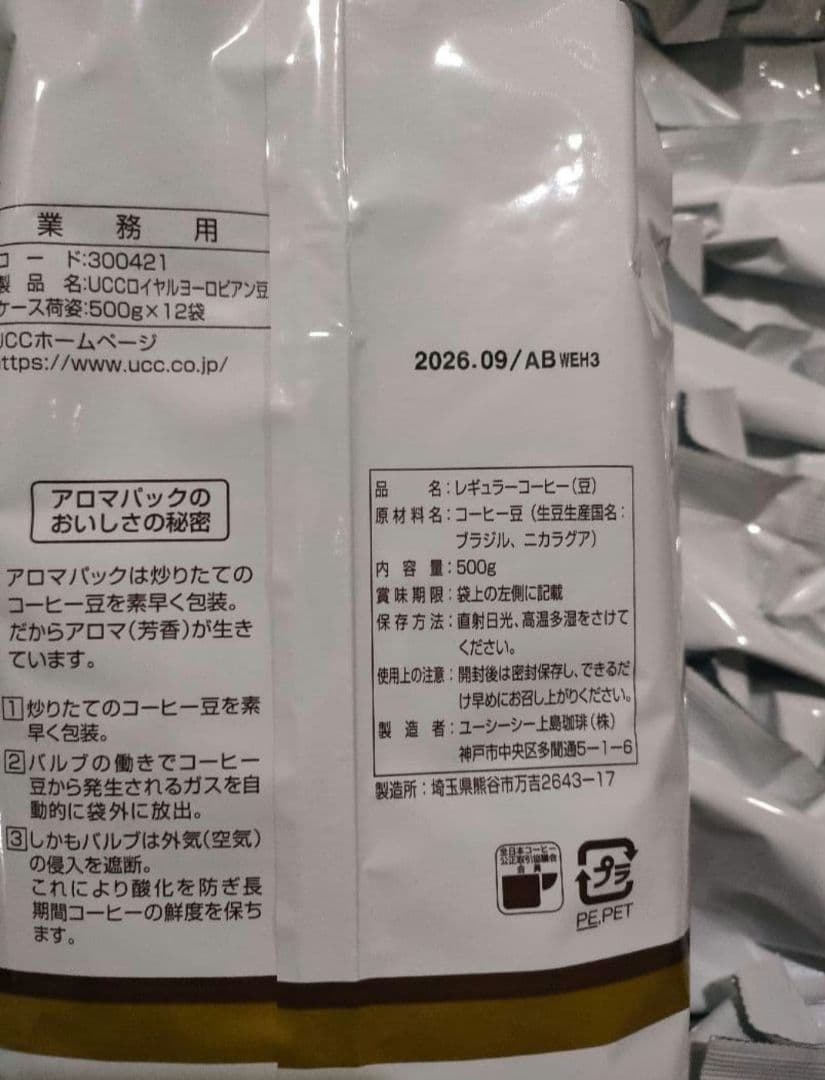 業務用
コード:300421
製品名:UCCロイヤルヨーロピアン豆
ケース荷姿:500g×12袋
UCCホームページ
https://www.ucc.co.jp/
アロマパックの
おいしさの秘密
アロマパックは炒りたての
コーヒー豆を素早く包装。
だからアロマ(芳香)が生き
ています。
1炒りたてのコーヒー豆を素
早く包装。
2バルブの働きでコーヒー
豆から発生されるガスを自
動的に袋外に放出。
3しかもバルブは外気(空気)
の侵入を遮断。
これにより酸化を防ぎ長
期間コーヒーの鮮度を保ち
ます。
2026.09/AB WEH3
品名:レギュラーコーヒー(豆)
原材料名:コーヒー豆(生豆生産国名:
ブラジル、ニカラグア)
内容量:500g
賞味期限:袋上の左側に記載
保存方法:直射日光、高温多湿をさけて
ください。
使用上の注意:開封後は密封保存し、できるだ
け早めにお召し上がりください。
製造者:ユーシーシー上島珈琲(株)
神戸市中央区多聞通5-1-6
製造所:埼玉県熊谷市万吉2643-17
全日本コーヒー
公正取引協議会
会員
プラ
PE,PET